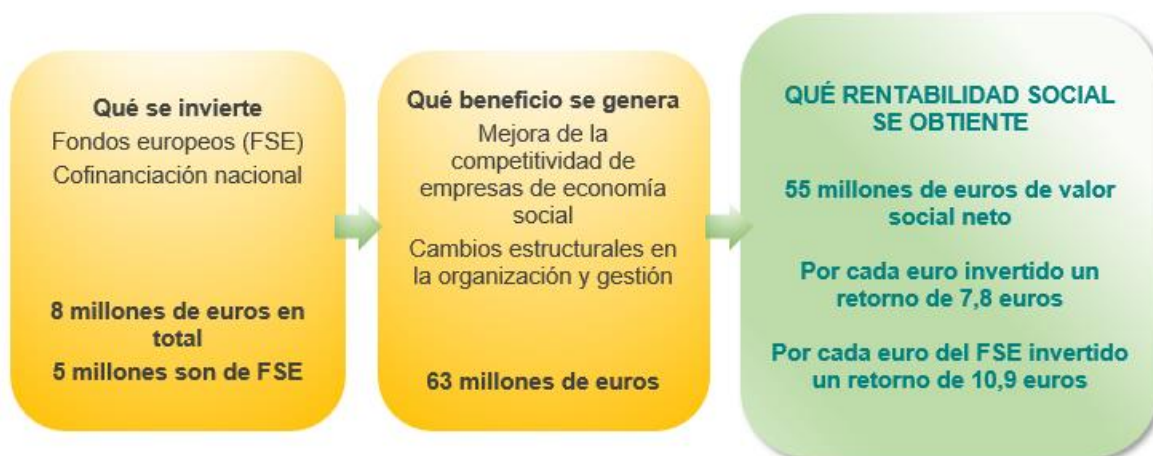 Qué se invierte
Fondos europeos (FSE)
Cofinanciación nacional
8 millones de euros en
total
5 millones son de FSE
Qué beneficio se genera
Mejora de la
competitividad de
empresas de economía
social
Cambios estructurales en
la organización y gestión
63 millones de euros
QUÉ RENTABILIDAD SOCIAL
SE OBTIENE
55 millones de euros de valor
social neto
Por cada euro invertido un
retorno de 7,8 euros
Por cada euro del FSE invertido
un retorno de 10,9 euros